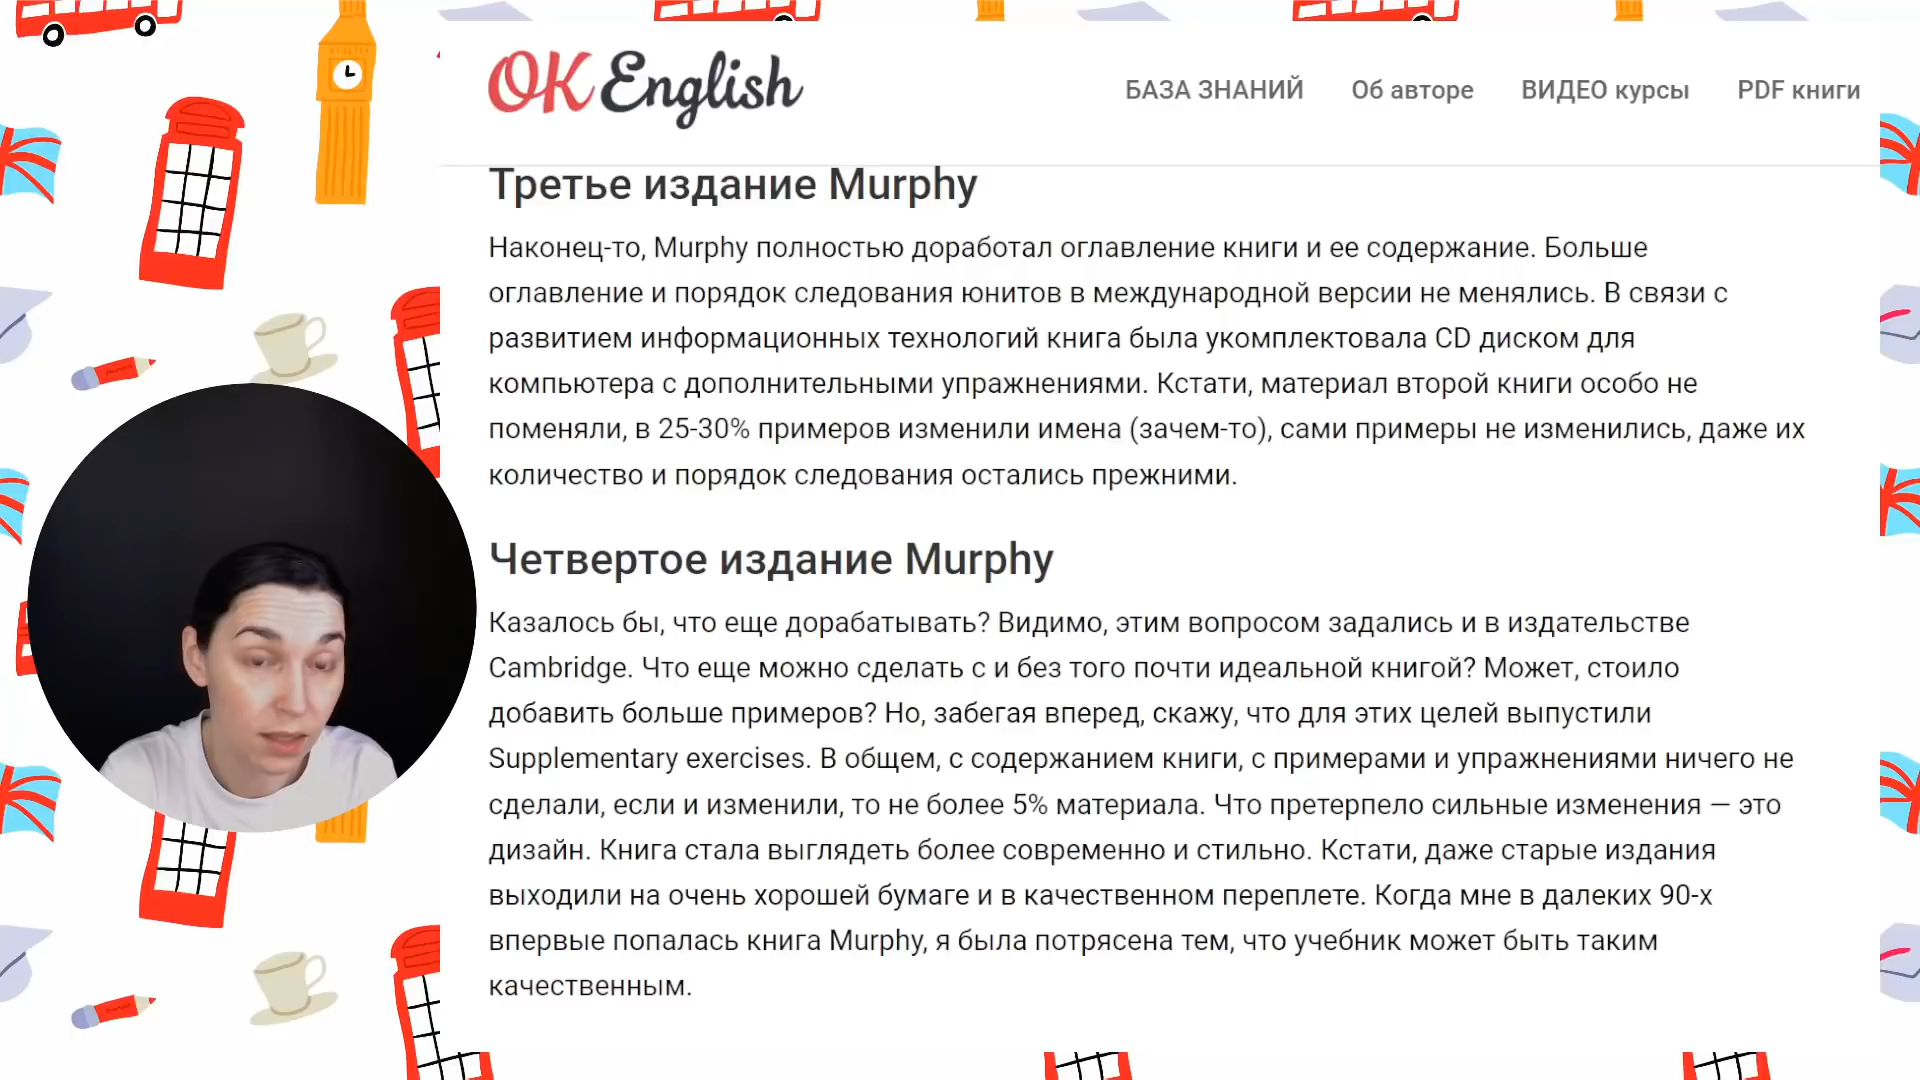 OK English
БАЗА ЗНАНИЙ Об авторе ВИДЕО курсы PDF книги
Третье издание Murphy
Наконец-то, Murphy полностью доработал оглавление книги и ее содержание. Больше
оглавление и порядок следования юнитов в международной версии не менялись. В связи с
развитием информационных технологий книга была укомплектовала CD диском для
компьютера с дополнительными упражнениями. Кстати, материал второй книги особо не
поменяли, в 25-30% примеров изменили имена (зачем-то), сами примеры не изменились, даже их
количество и порядок следования остались прежними.
Четвертое издание Murphy
Казалось бы, что еще дорабатывать? Видимо, этим вопросом задались и в издательстве
Cambridge. Что еще можно сделать с и без того почти идеальной книгой? Может, стоило
добавить больше примеров? Но, забегая вперед, скажу, что для этих целей выпустили
Supplementary exercises. В общем, с содержанием книги, с примерами и упражнениями ничего не
сделали, если и изменили, то не более 5% материала. Что претерпело сильные изменения — это
дизайн. Книга стала выглядеть более современно и стильно. Кстати, даже старые издания
выходили на очень хорошей бумаге и в качественном переплете. Когда мне в далеких 90-х
впервые попалась книга Murphy, я была потрясена тем, что учебник может быть таким
качественным.